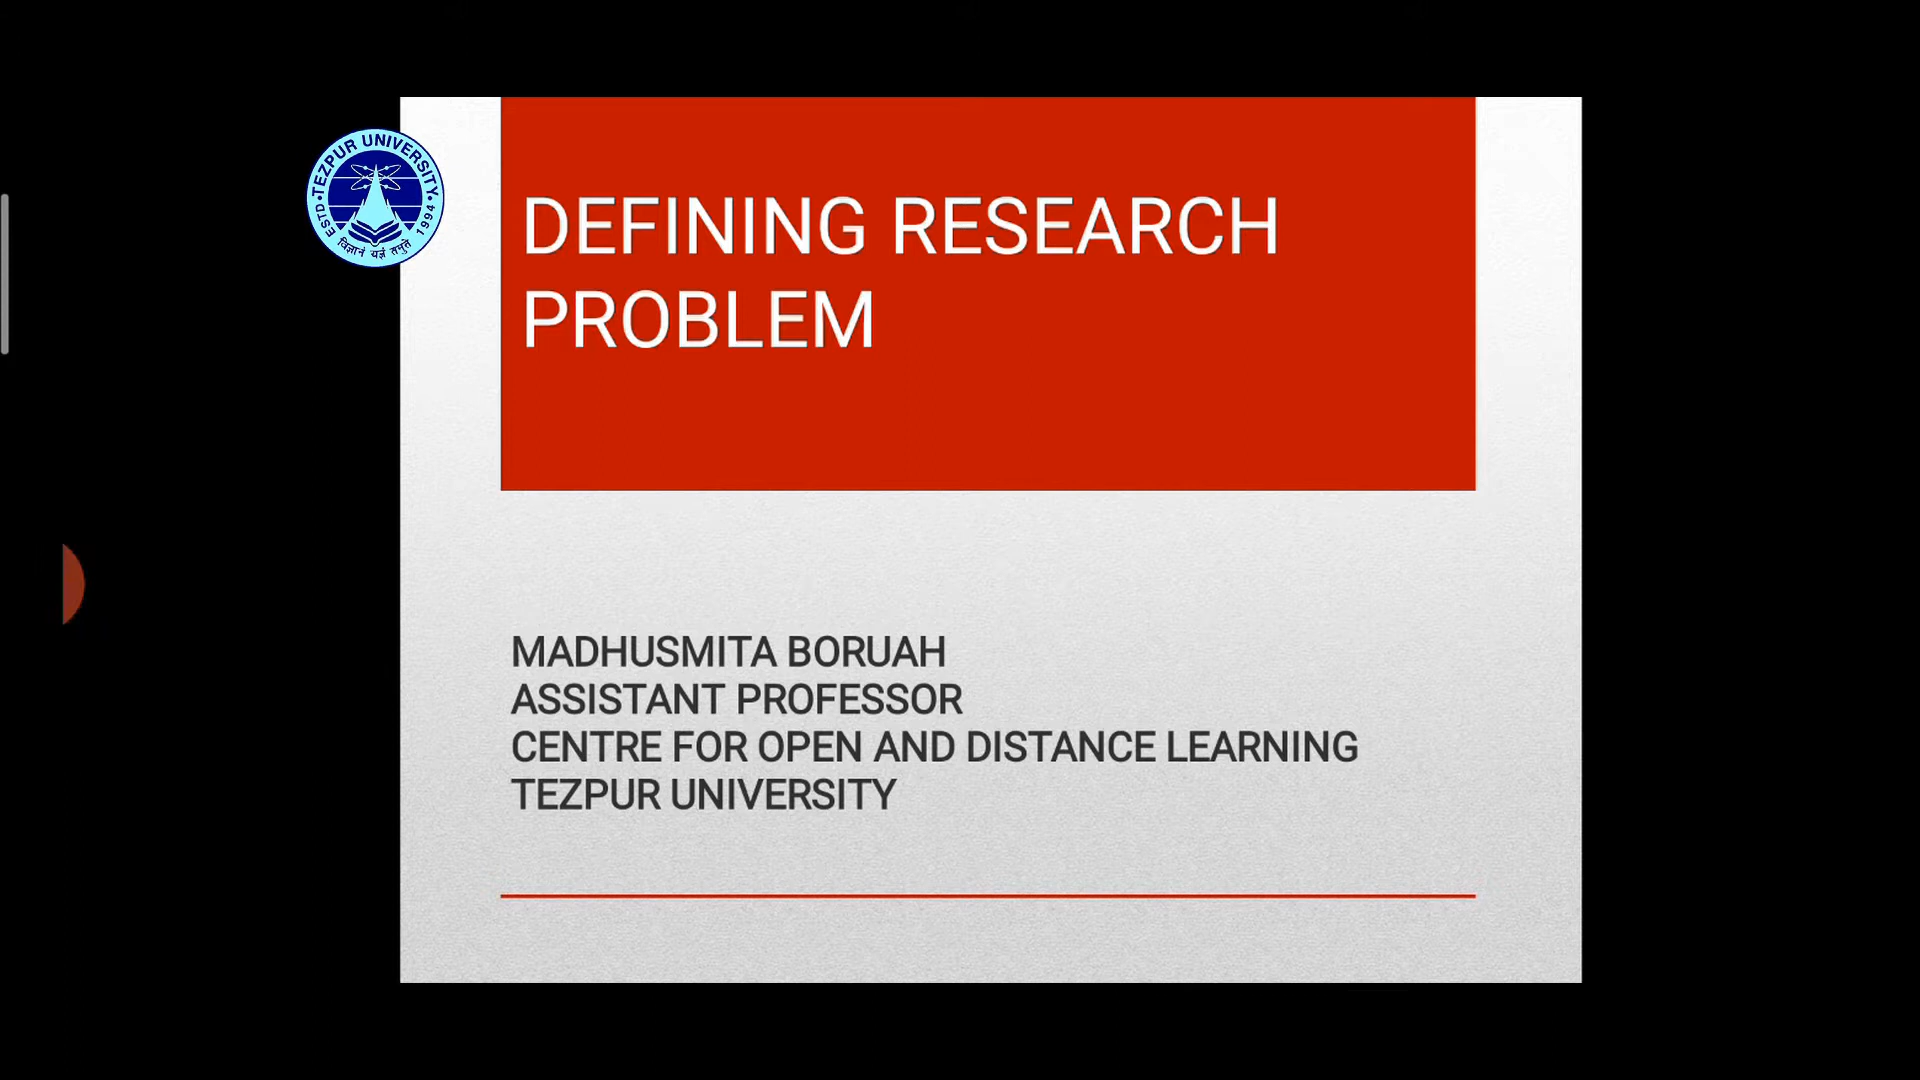 TEZPUR UNIVERSITY
ESTD 1994
विज्ञानं यज्ञं तनुते
DEFINING RESEARCH
PROBLEM
MADHUSMITA BORUAH
ASSISTANT PROFESSOR
CENTRE FOR OPEN AND DISTANCE LEARNING
TEZPUR UNIVERSITY